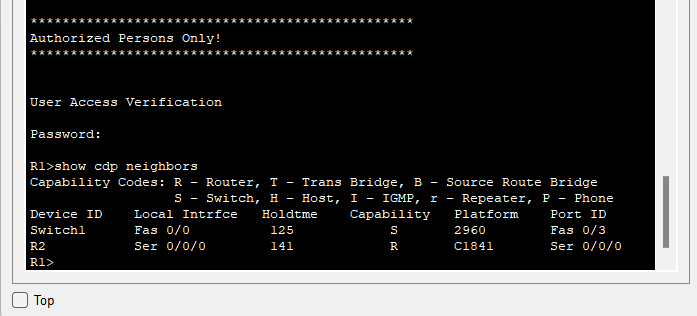 ************************************************
Authorized Persons Only!
************************************************
User Access Verification
Password:
R1>show cdp neighbors
Capability Codes: R - Router, T - Trans Bridge, B - Source Route Bridge
S - Switch, H - Host, I - IGMP, r - Repeater, P - Phone
Device ID Local Intrfce Holdtme Capability Platform Port ID
Switch1 Fas 0/0 125 S 2960 Fas 0/3
R2 Ser 0/0/0 141 R C1841 Ser 0/0/0
R1>
Top